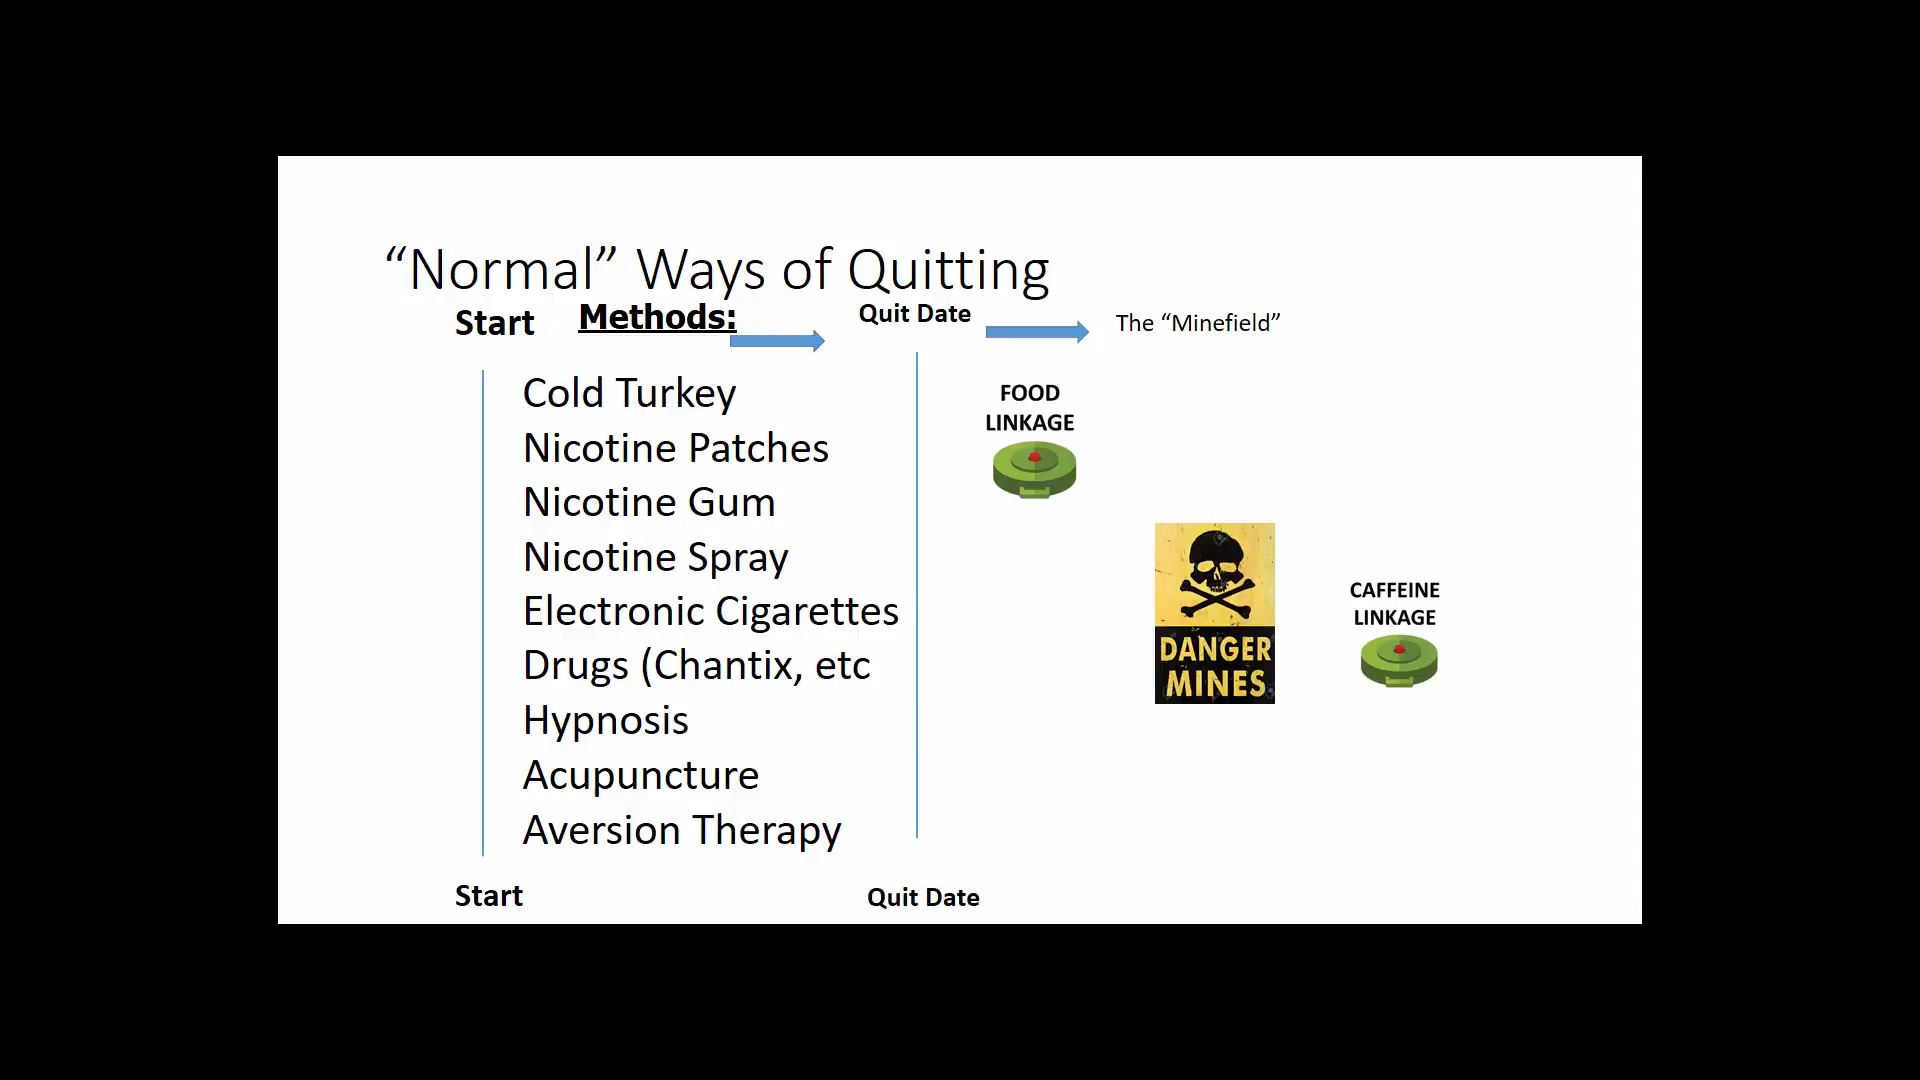 “Normal” Ways of Quitting
Start
Methods:
Quit Date
The “Minefield”
Cold Turkey
Nicotine Patches
Nicotine Gum
Nicotine Spray
Electronic Cigarettes
Drugs (Chantix, etc
Hypnosis
Acupuncture
Aversion Therapy
FOOD
LINKAGE
DANGER
MINES
CAFFEINE
LINKAGE
Start
Quit Date